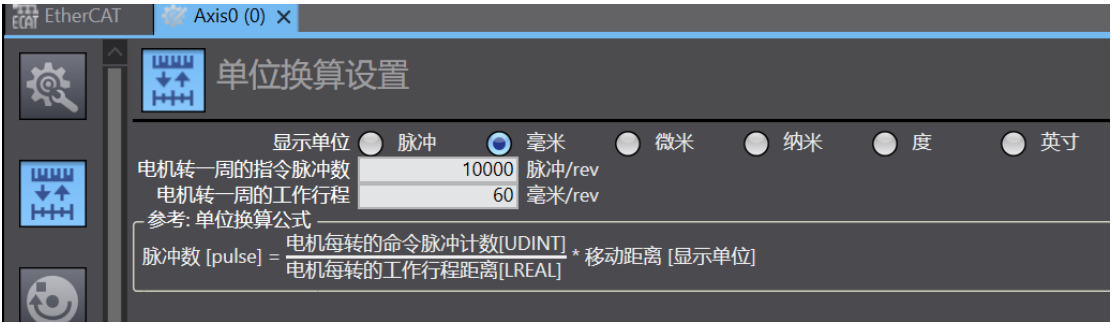 ECAT EtherCAT Axis0 (0) ×
单位换算设置
显示单位 脉冲 毫米 微米 纳米 度 英寸
电机转一周的指令脉冲数 10000 脉冲/rev
电机转一周的工作行程 60 毫米/rev
参考: 单位换算公式
电机每转的命令脉冲计数[UDINT]
脉冲数 [pulse] = * 移动距离 [显示单位]
电机每转的工作行程距离[LREAL]